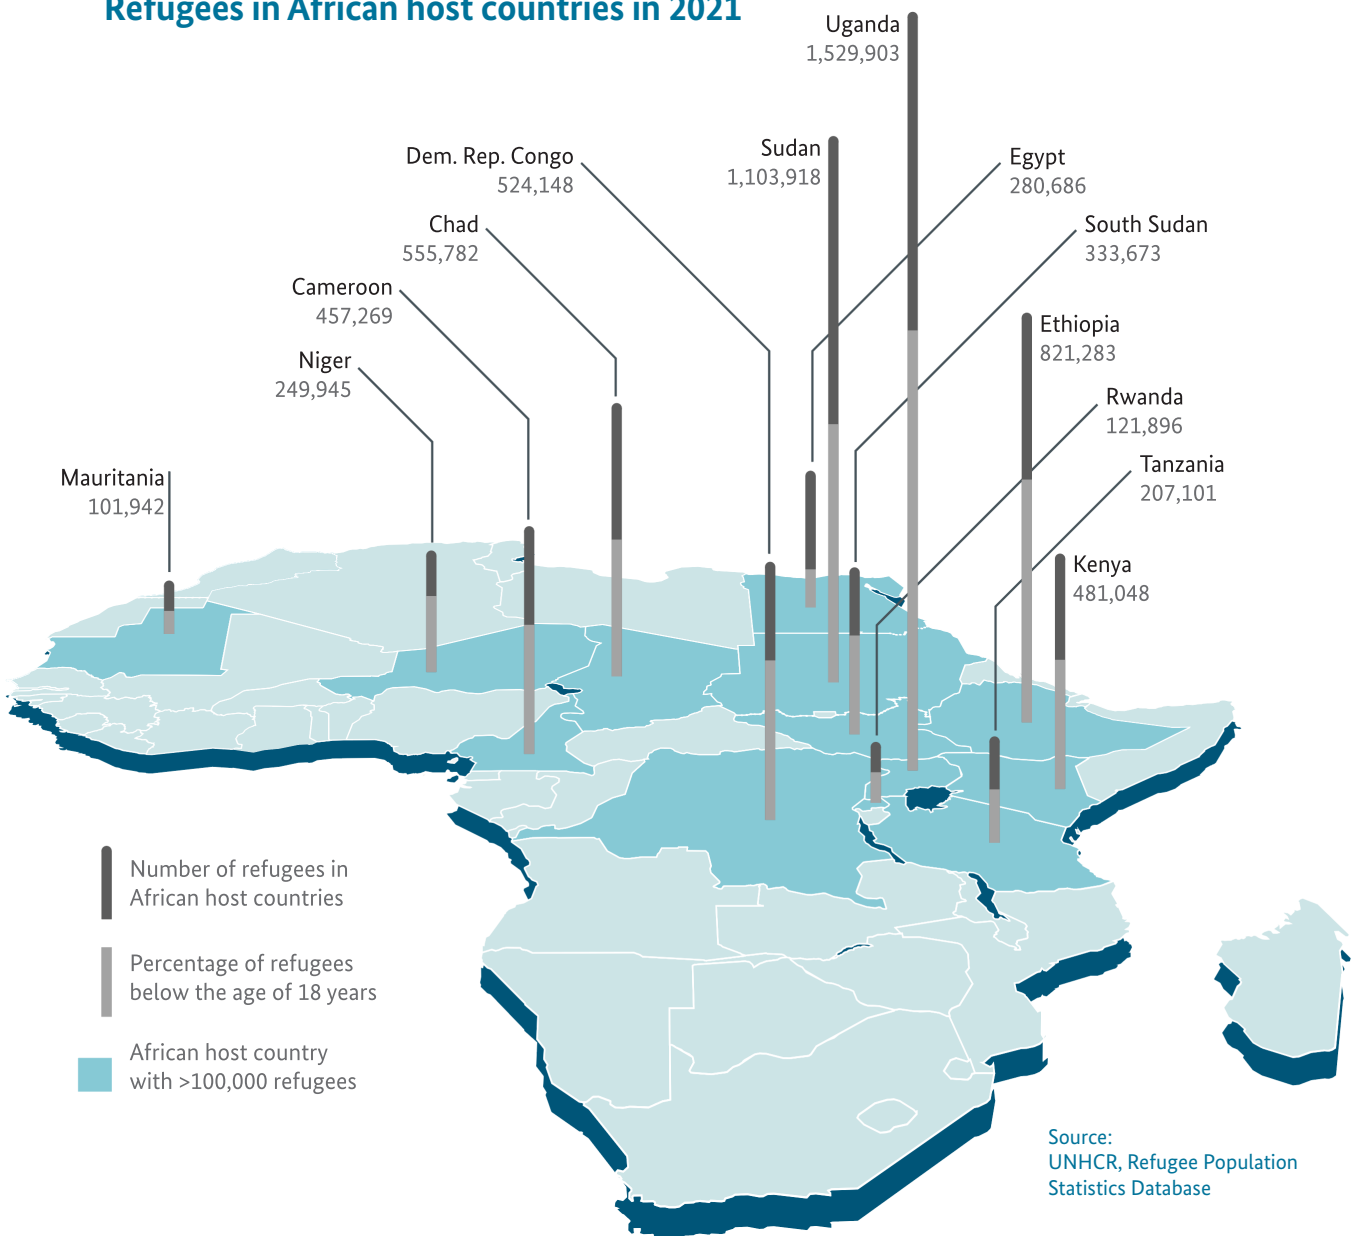 Refugees in African host countries in 2021
Uganda
1,529,903
Dem. Rep. Congo
524,148
Sudan
1,103,918
Egypt
280,686
Chad
555,782
South Sudan
333,673
Cameroon
457,269
Ethiopia
821,283
Niger
249,945
Rwanda
121,896
Mauritania
101,942
Tanzania
207,101
Kenya
481,048
Number of refugees in
African host countries
Percentage of refugees
below the age of 18 years
African host country
with >100,000 refugees
Source:
UNHCR, Refugee Population
Statistics Database